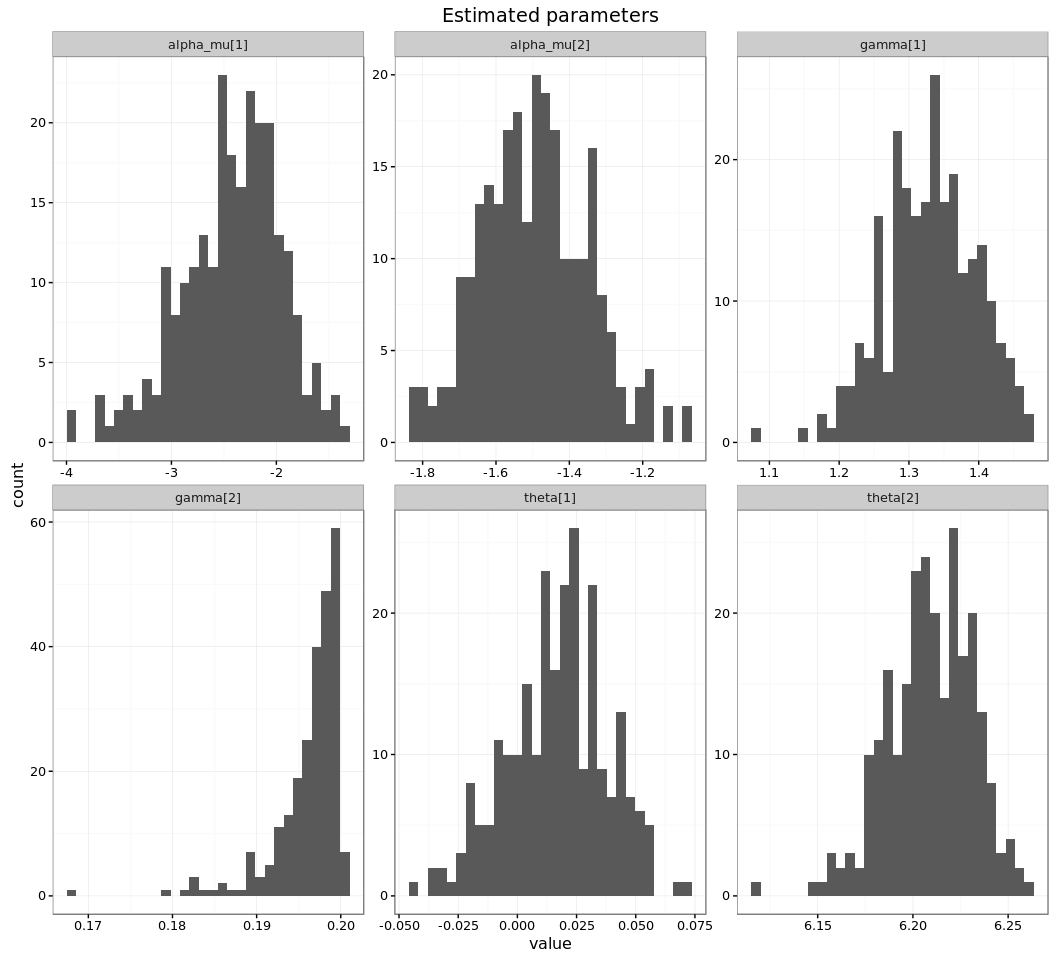 Estimated parameters
alpha_mu[1] alpha_mu[2] gamma[1]
20
15
10
5
0
20
15
10
5
0
20
10
0
-4 -3 -2
-1.8 -1.6 -1.4 -1.2
1.1 1.2 1.3 1.4
count
gamma[2] theta[1] theta[2]
60
40
20
0
20
10
0
20
10
0
0.17 0.18 0.19 0.20
-0.050 -0.025 0.000 0.025 0.050 0.075
6.15 6.20 6.25
value